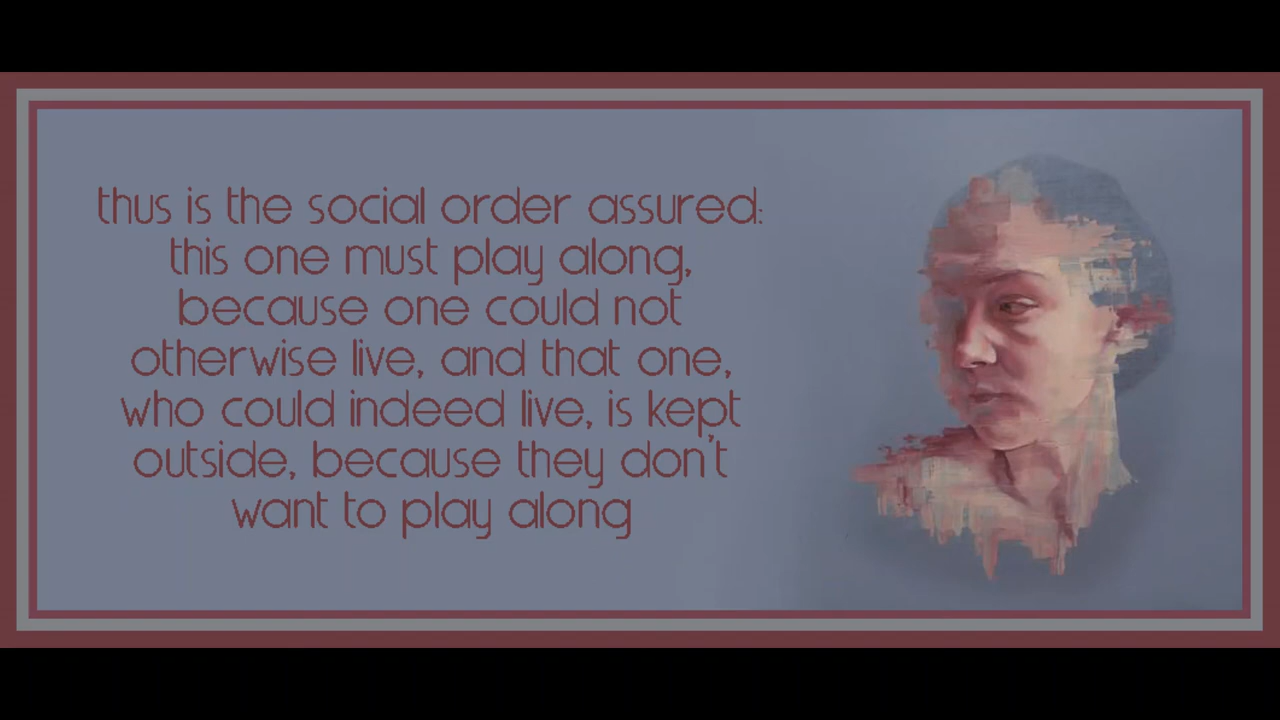 thus is the social order assured:
this one must play along,
because one could not
otherwise live, and that one,
who could indeed live, is kept
outside, because they don't
want to play along